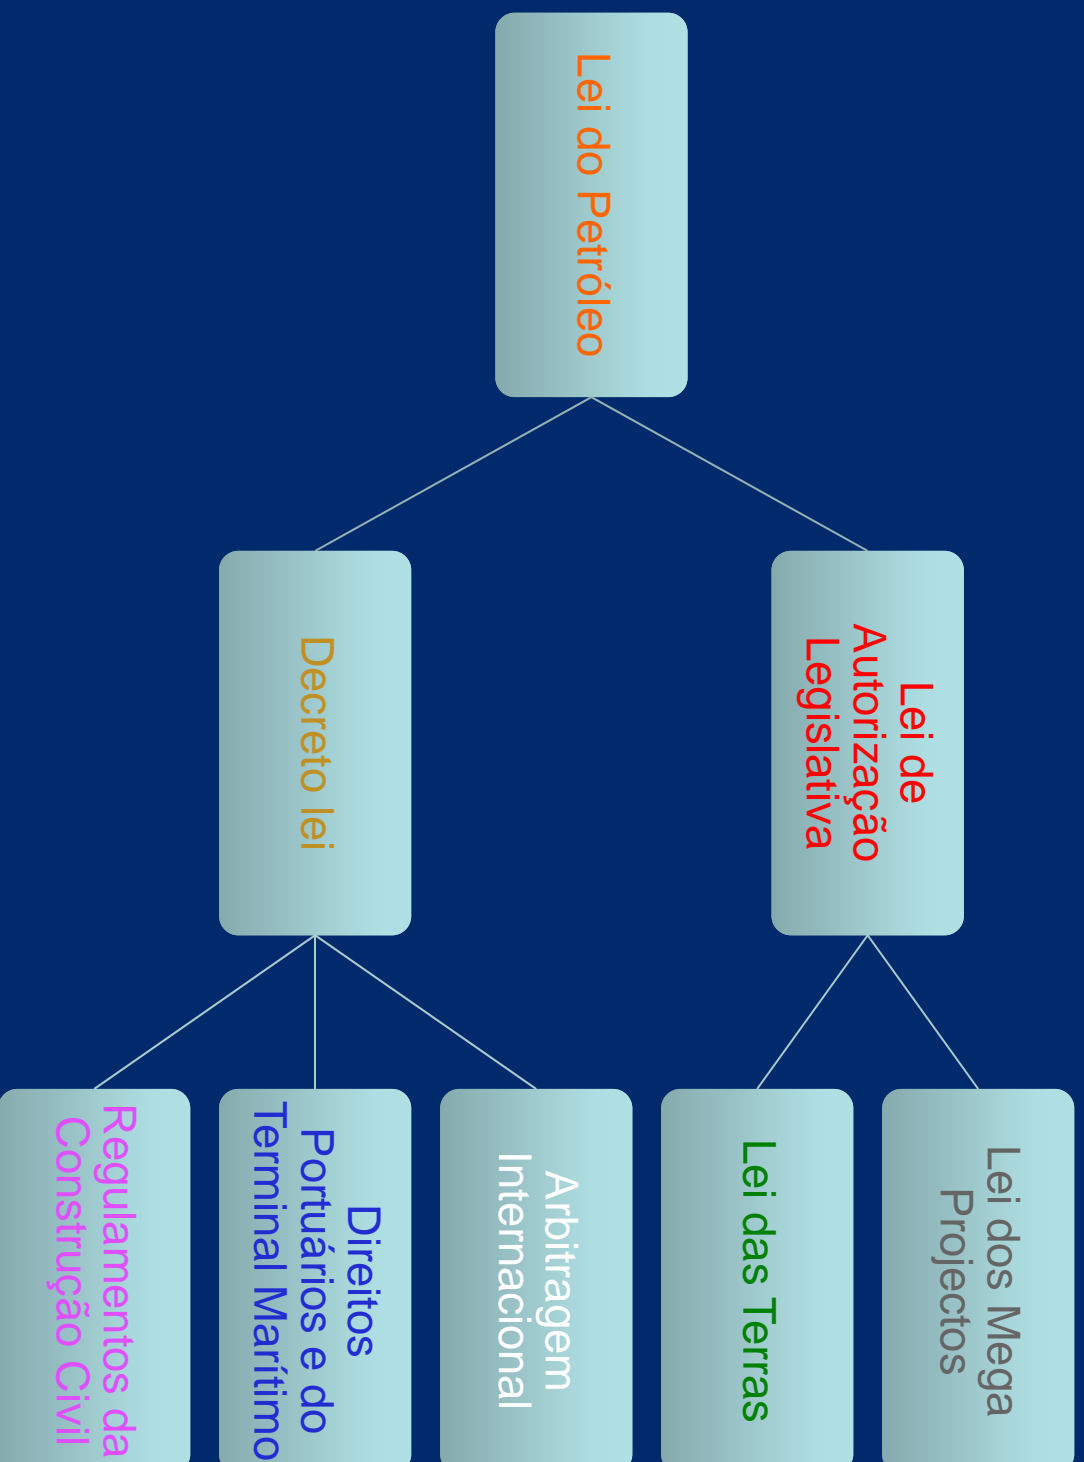 Lei do Petróleo
Lei de
Autorização
Legislativa
Decreto lei
Lei dos Mega
Projectos
Lei das Terras
Arbitragem
Internacional
Direitos
Portuários e do
Terminal Marítimo
Regulamentos da
Construção Civil